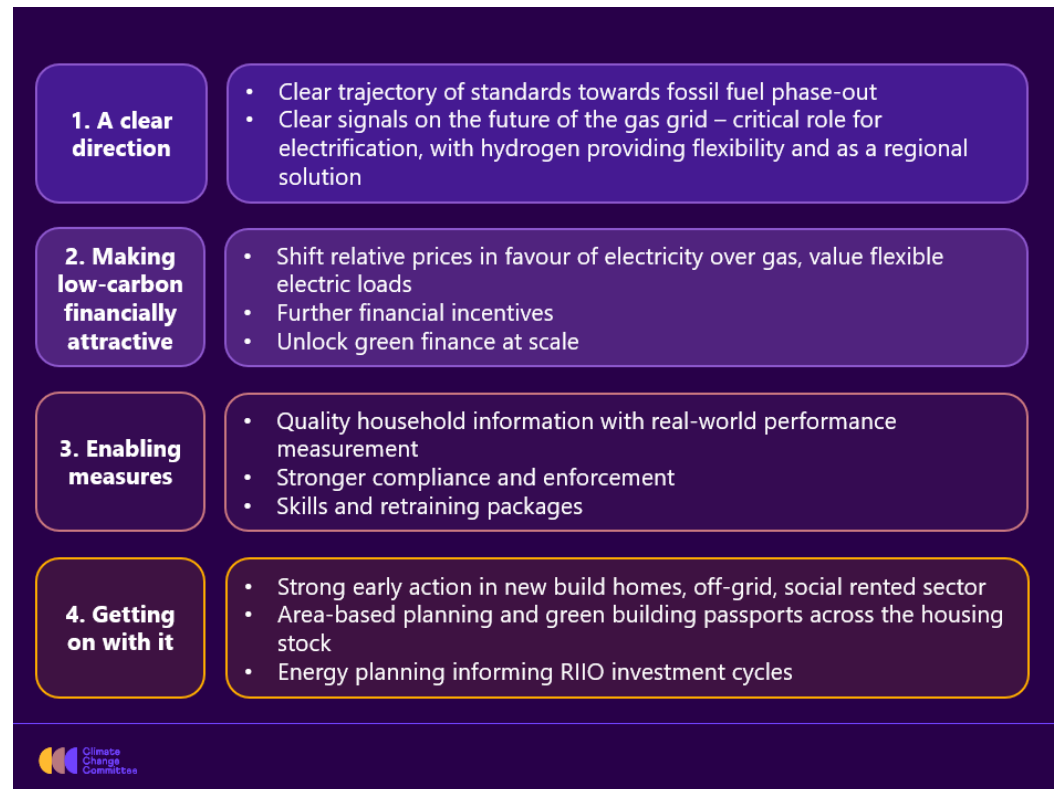 1. A clear
direction
• Clear trajectory of standards towards fossil fuel phase-out
• Clear signals on the future of the gas grid – critical role for
electrification, with hydrogen providing flexibility and as a regional
solution
2. Making
low-carbon
financially
attractive
• Shift relative prices in favour of electricity over gas, value flexible
electric loads
• Further financial incentives
• Unlock green finance at scale
3. Enabling
measures
• Quality household information with real-world performance
measurement
• Stronger compliance and enforcement
• Skills and retraining packages
4. Getting
on with it
• Strong early action in new build homes, off-grid, social rented sector
• Area-based planning and green building passports across the housing
stock
• Energy planning informing RIIO investment cycles
Climate
Change
Committee